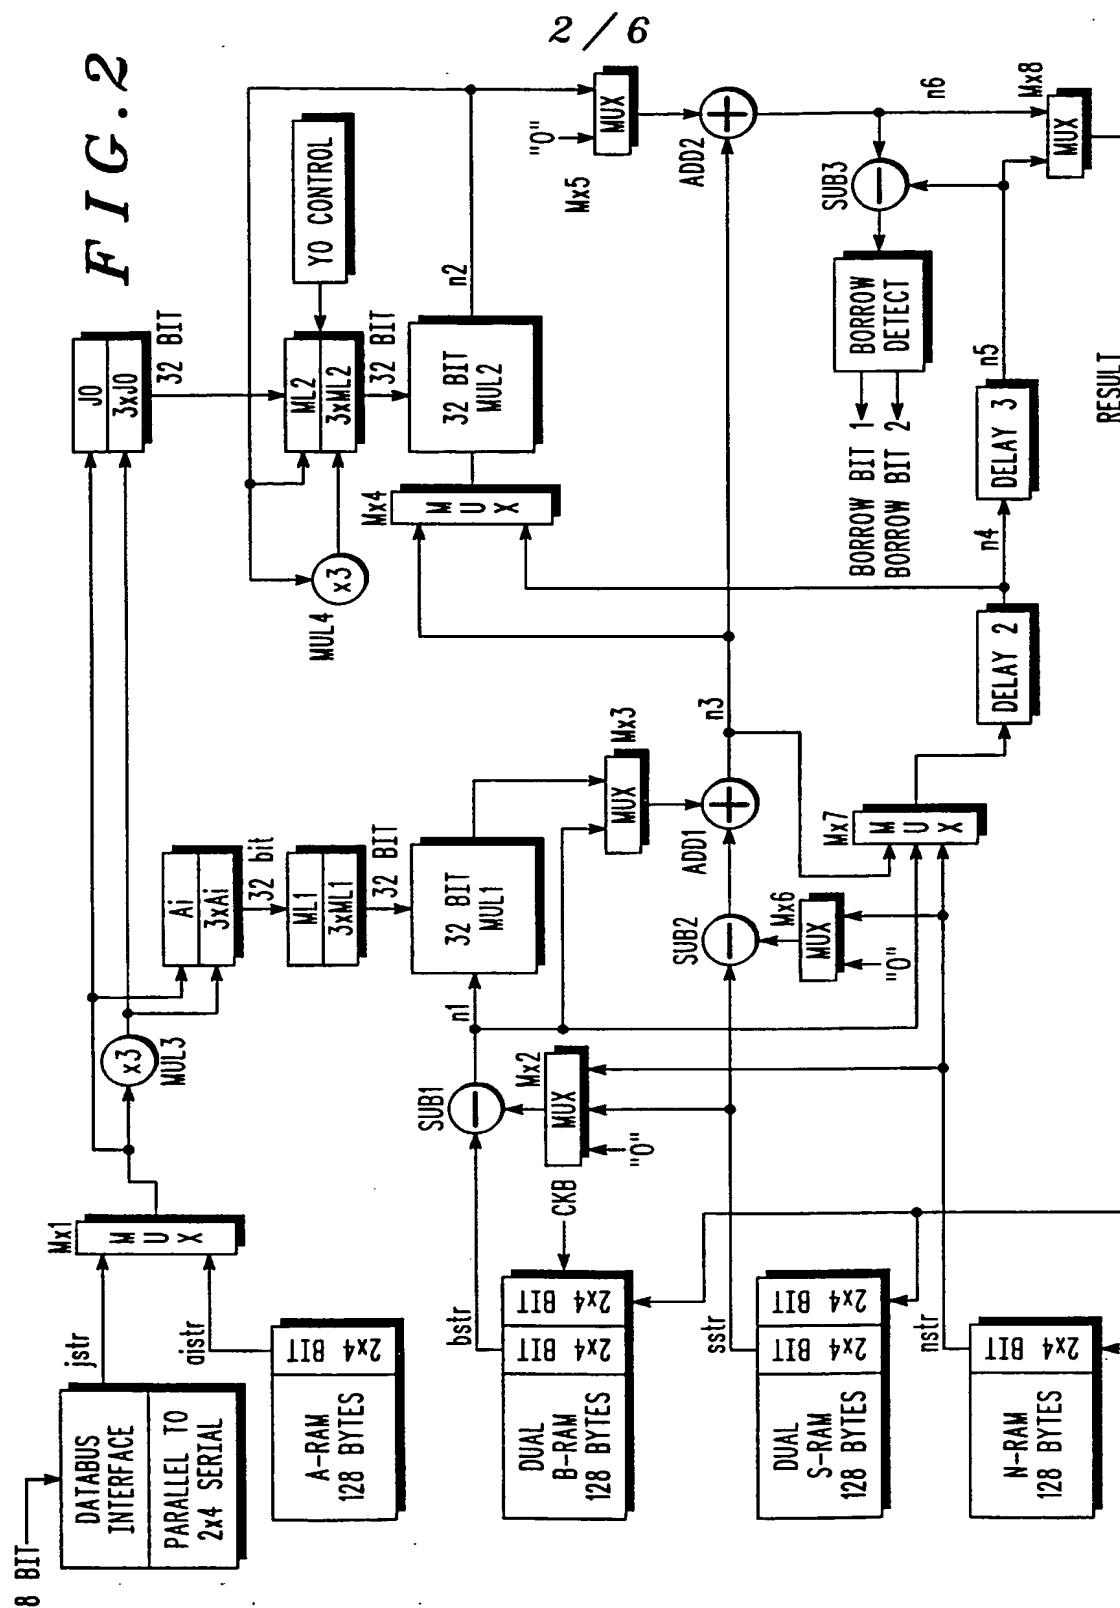 2/6
FIG.2
8 BIT
DATABUS
INTERFACE
PARALLEL TO
2x4 SERIAL
jstr
A-RAM
128 BYTES
2x4 BIT
aistr
Mx1
MUX
x3
MUL3
Ai
3xAi
32 bit
ML1
3xML1
32 BIT
32 BIT
MUL1
J0
3xJ0
32 BIT
YO CONTROL
ML2
3xML2
32 BIT
x3
MUL4
Mx4
MUX
32 BIT
MUL2
n2
"0"
Mx5
MUX
DUAL
B-RAM
128 BYTES
2x4 BIT
2x4 BIT
bstr
CKB
SUB1
n1
Mx2
MUX
"0"
Mx3
MUX
DUAL
S-RAM
128 BYTES
2x4 BIT
2x4 BIT
sstr
SUB2
Mx6
MUX
"0"
ADD1
n3
ADD2
N-RAM
128 BYTES
2x4 BIT
nstr
Mx7
MUX
DELAY 2
n4
DELAY 3
n5
SUB3
BORROW
DETECT
BORROW BIT 1
BORROW BIT 2
n6
Mx8
MUX
RESULT